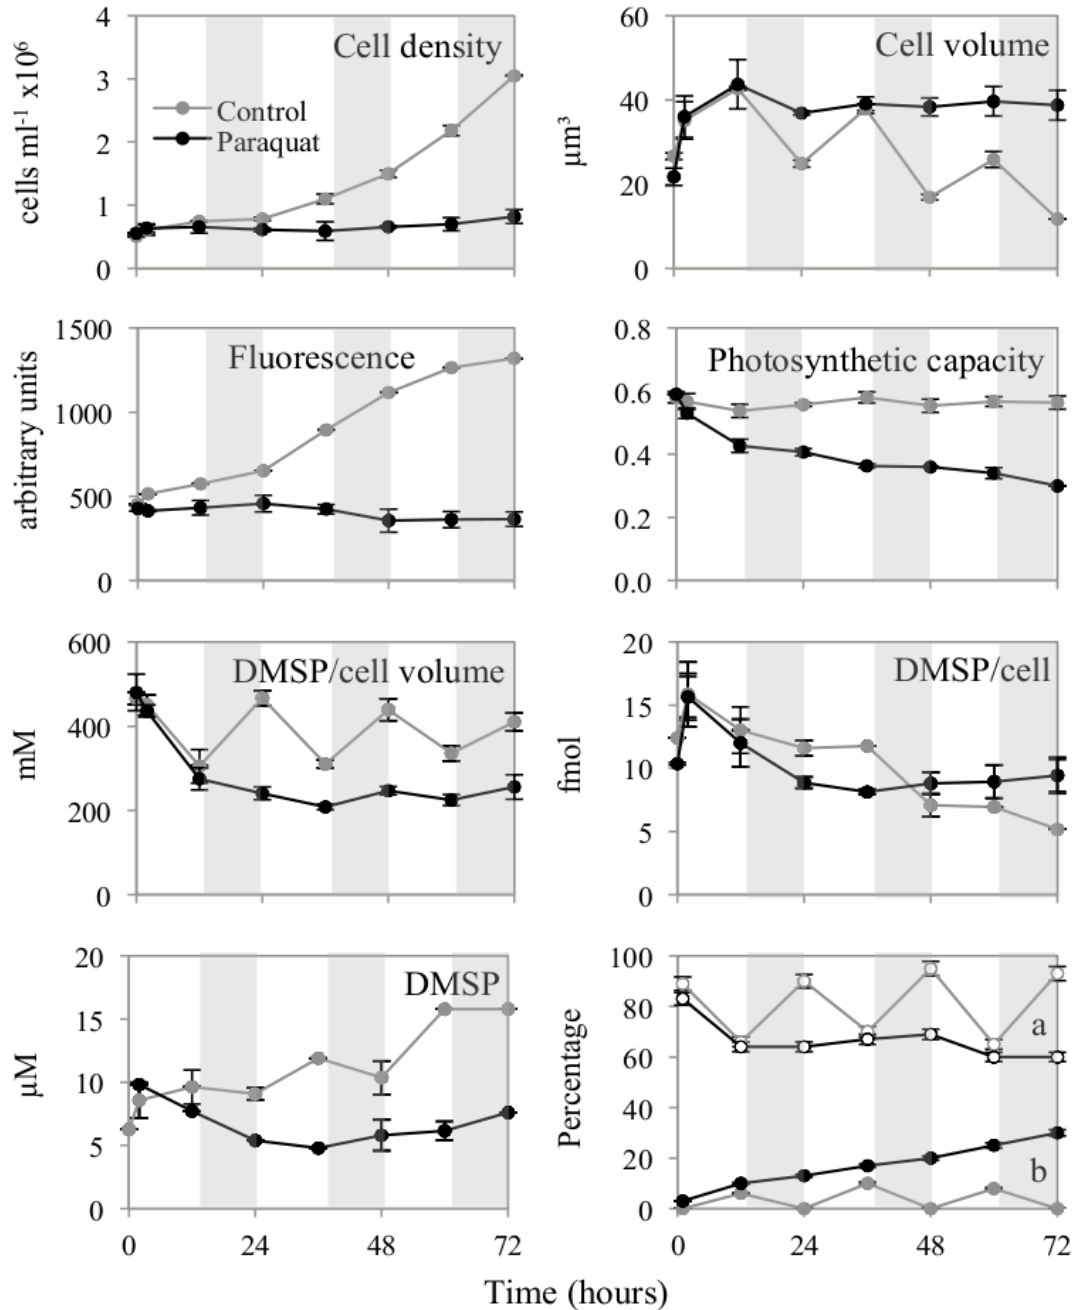 Cell density
cells ml⁻¹ x10⁶
4
3
2
1
0
Control
Paraquat
Cell volume
µm³
60
40
20
0
Fluorescence
arbitrary units
1500
1000
500
0
Photosynthetic capacity
0.8
0.6
0.4
0.2
0.0
DMSP/cell volume
mM
600
400
200
0
DMSP/cell
fmol
20
15
10
5
0
DMSP
µM
20
15
10
5
0
0 24 48 72
Percentage
100
80
60
40
20
0
a
b
0 24 48 72
Time (hours)